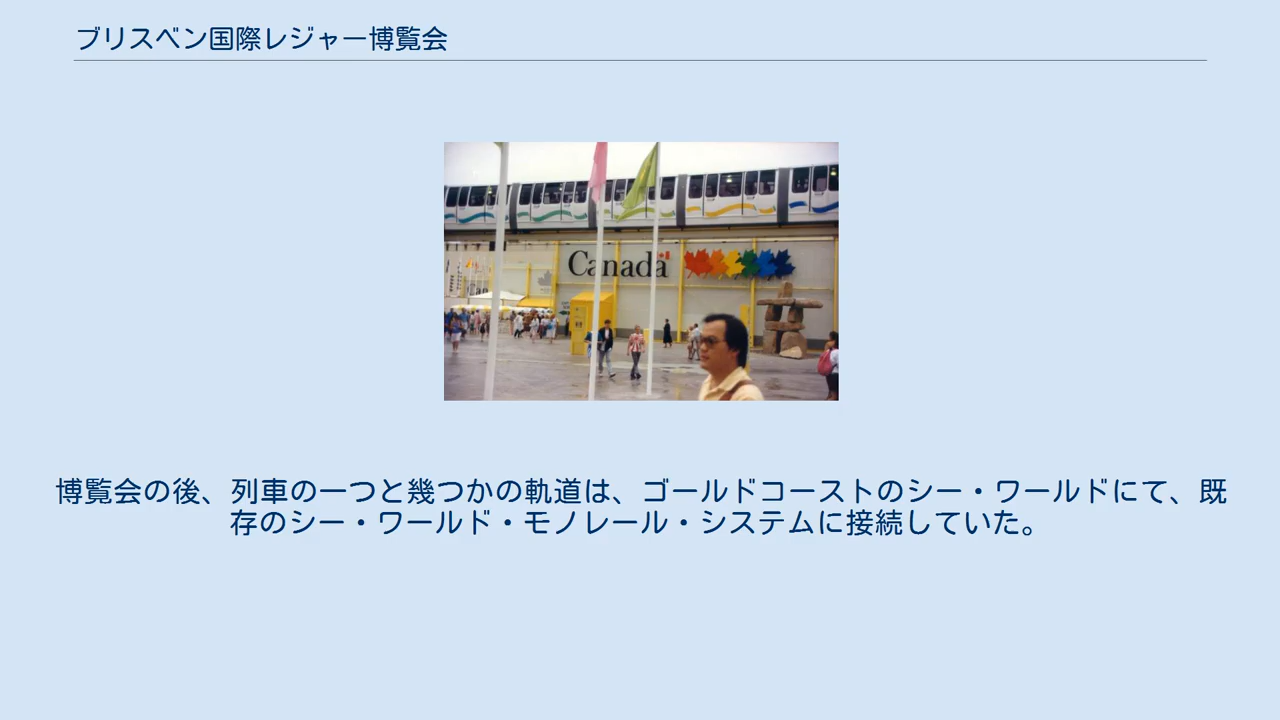 ブリスベン国際レジャー博覧会
Canada
博覧会の後、列車の一つと幾つかの軌道は、ゴールドコーストのシー・ワールドにて、既
存のシー・ワールド・モノレール・システムに接続していた。